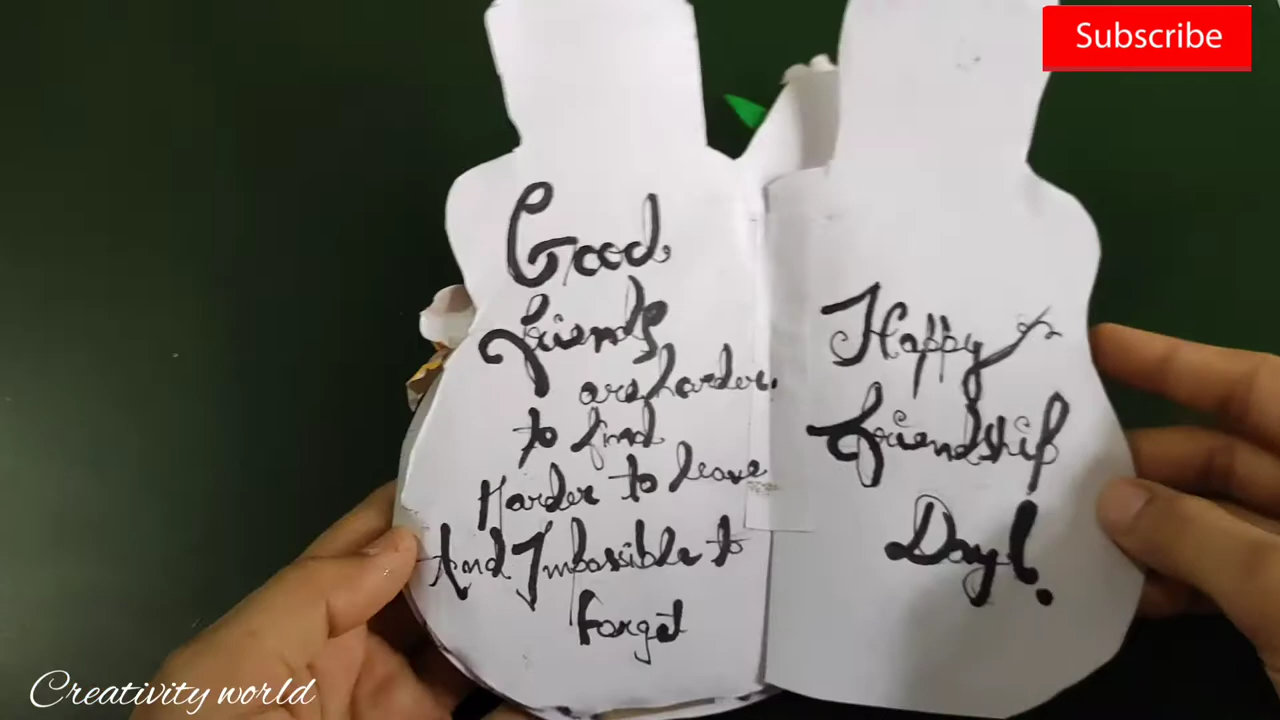 Subscribe
Good
friends
are harder.
to find
Harder to leave
And Impossible to
forget
Happy
Friendship
Day!
Creativity world